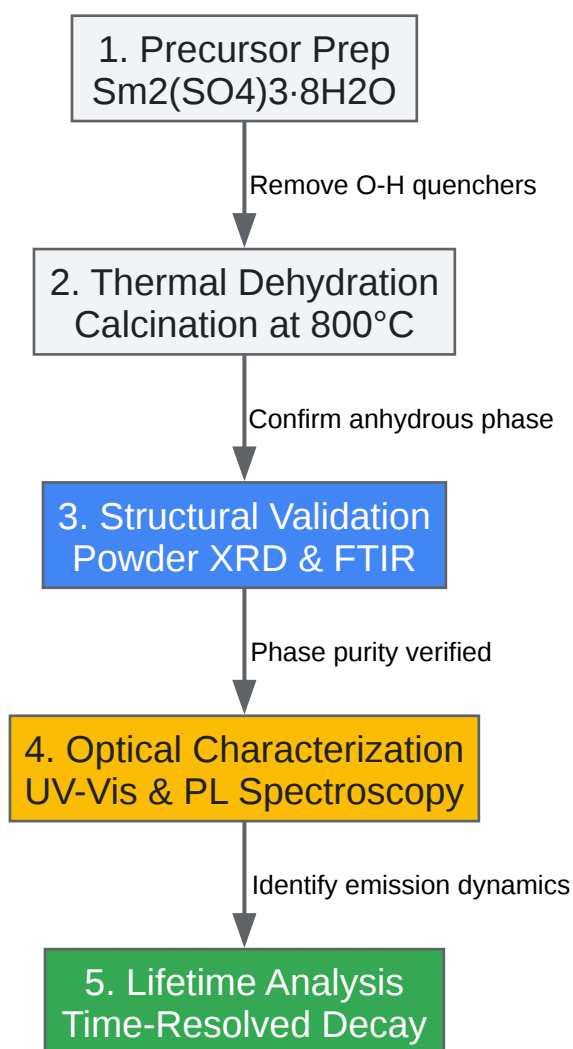 1. Precursor Prep
Sm2(SO4)3·8H2O
Remove O-H quenchers
2. Thermal Dehydration
Calcination at 800°C
Confirm anhydrous phase
3. Structural Validation
Powder XRD & FTIR
Phase purity verified
4. Optical Characterization
UV-Vis & PL Spectroscopy
Identify emission dynamics
5. Lifetime Analysis
Time-Resolved Decay